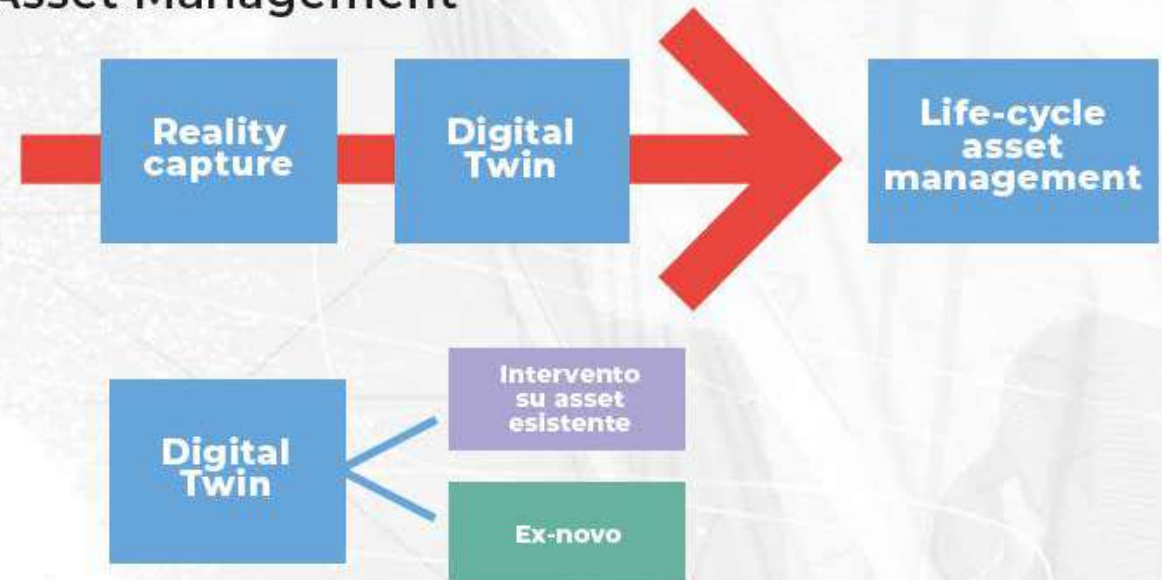 Asset Management
Reality
capture
Digital
Twin
Life-cycle
asset
management
Digital
Twin
Intervento
su asset
esistente
Ex-novo